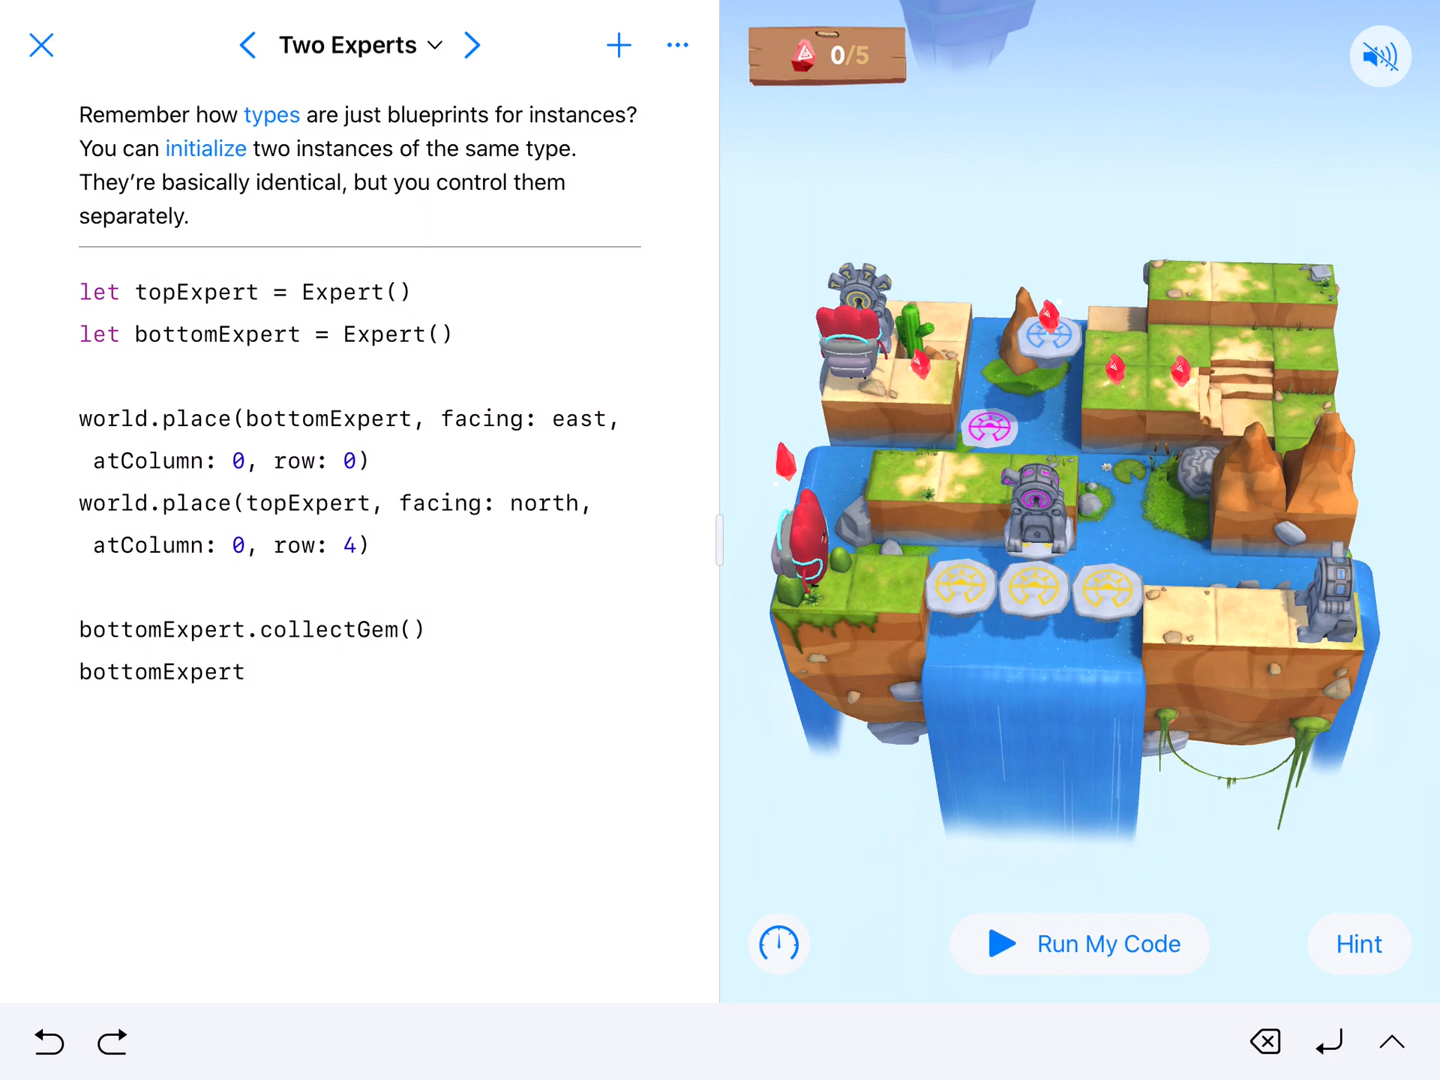 Two Experts
Remember how types are just blueprints for instances?
You can initialize two instances of the same type.
They’re basically identical, but you control them
separately.
let topExpert = Expert()
let bottomExpert = Expert()
world.place(bottomExpert, facing: east,
atColumn: 0, row: 0)
world.place(topExpert, facing: north,
atColumn: 0, row: 4)
bottomExpert.collectGem()
bottomExpert
0/5
Run My Code
Hint